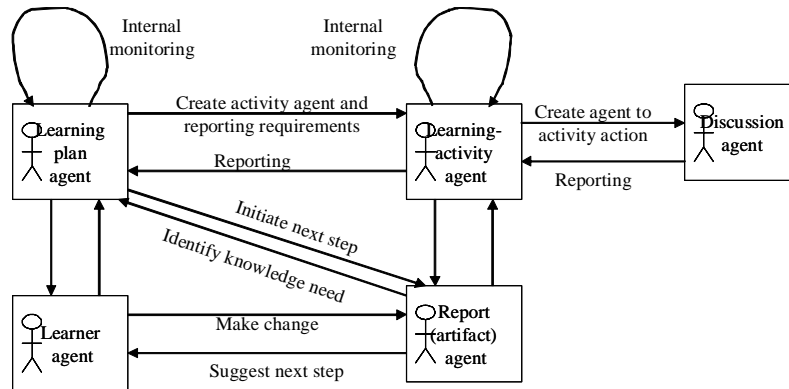 Internal
monitoring
Internal
monitoring
Learning
plan
agent
Create activity agent and
reporting requirements
Reporting
Learning-
activity
agent
Create agent to
activity action
Reporting
Discussion
agent
Initiate next step
Identify knowledge need
Learner
agent
Make change
Suggest next step
Report
(artifact)
agent